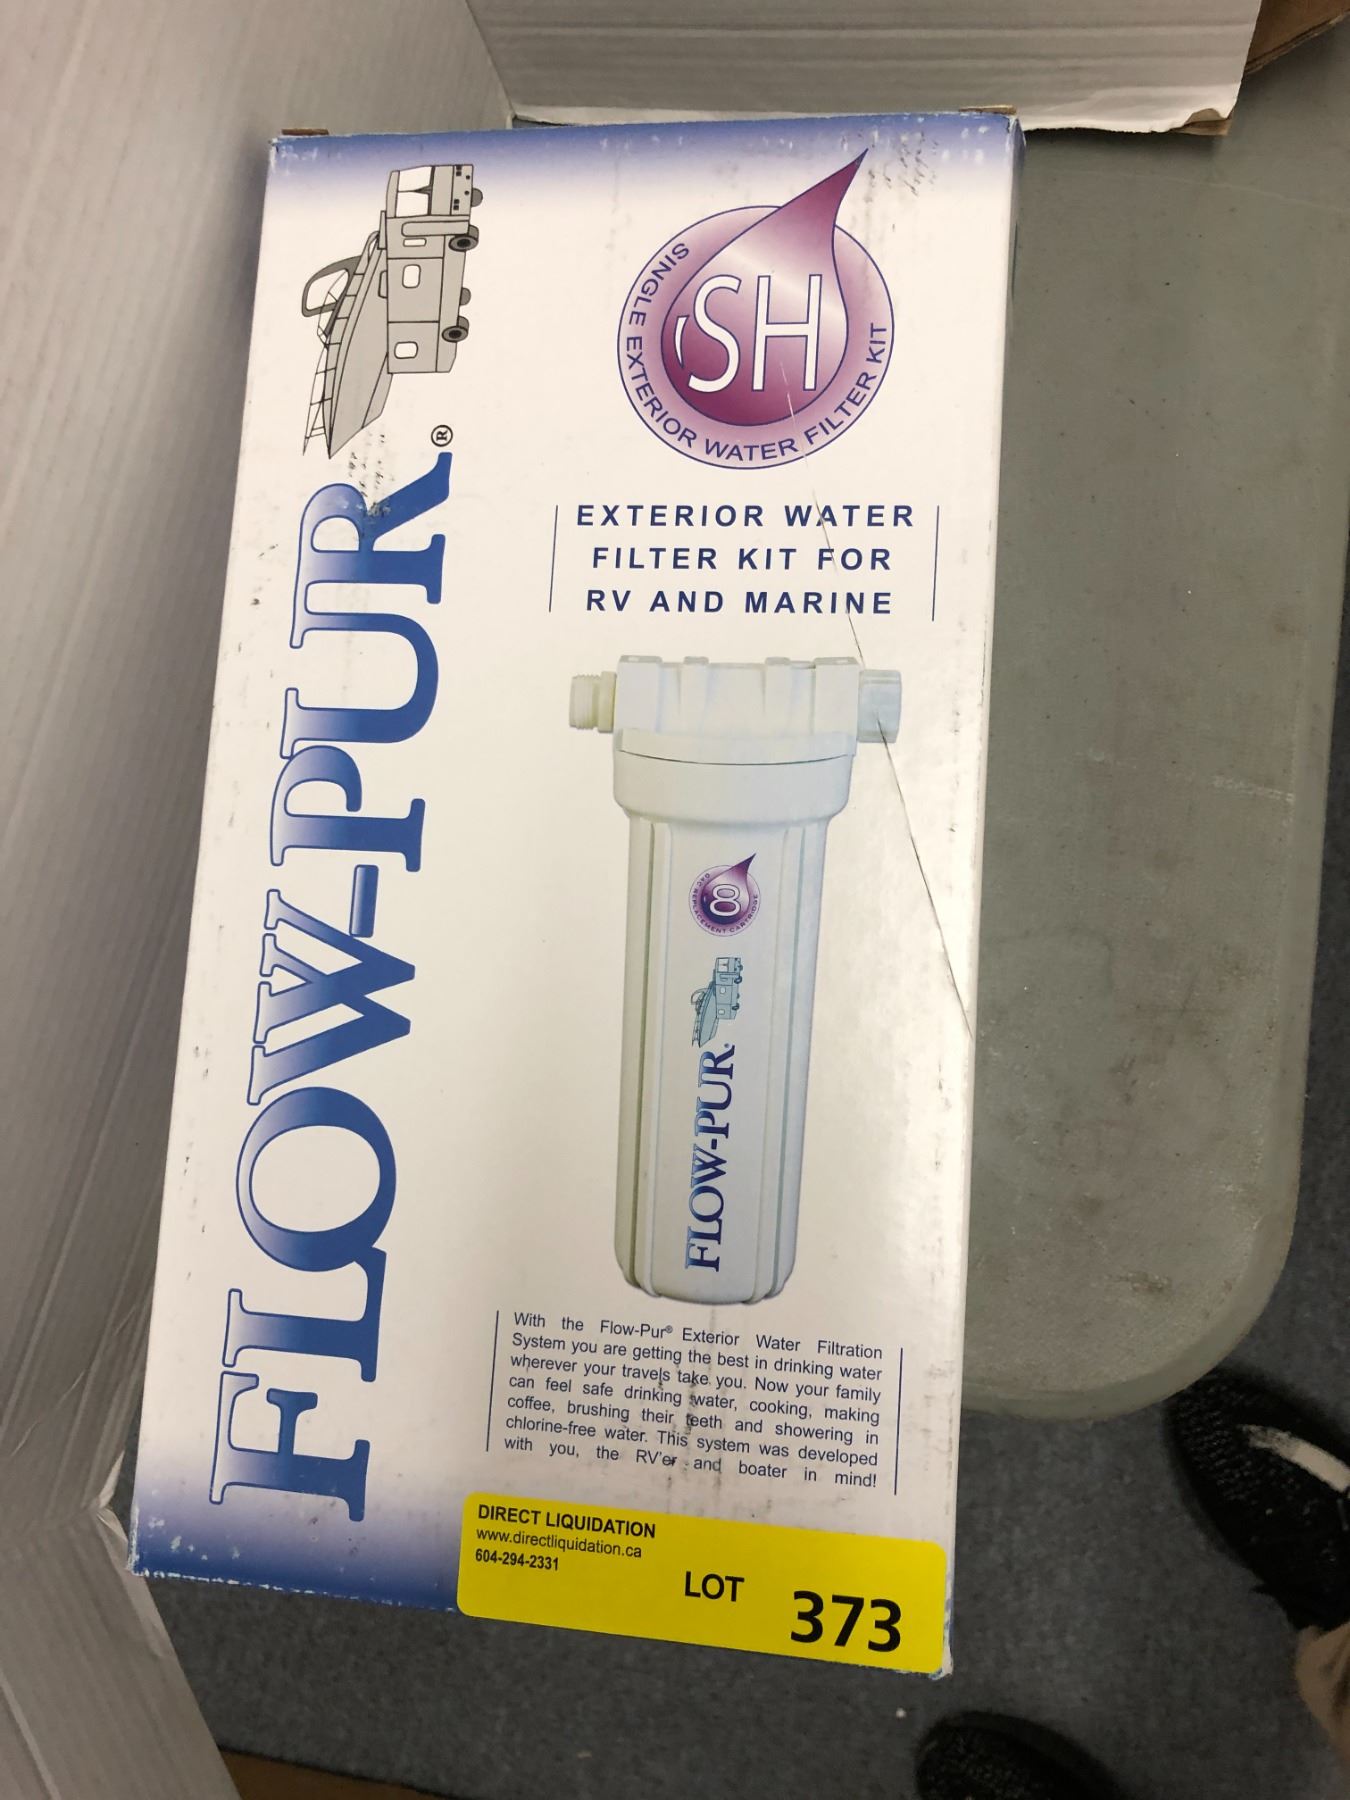 FLOW-PUR®
SINGLE EXTERIOR WATER FILTER KIT
SH
EXTERIOR WATER
FILTER KIT FOR
RV AND MARINE
8
REPLACEMENT CARTRIDGE
FLOW-PUR®
With the Flow-Pur® Exterior Water Filtration
System you are getting the best in drinking water
wherever your travels take you. Now your family
can feel safe drinking water, cooking, making
coffee, brushing their teeth and showering in
chlorine-free water. This system was developed
with you, the RV'er and boater in mind!
DIRECT LIQUIDATION
www.directliquidation.ca
604-294-2331
LOT 373